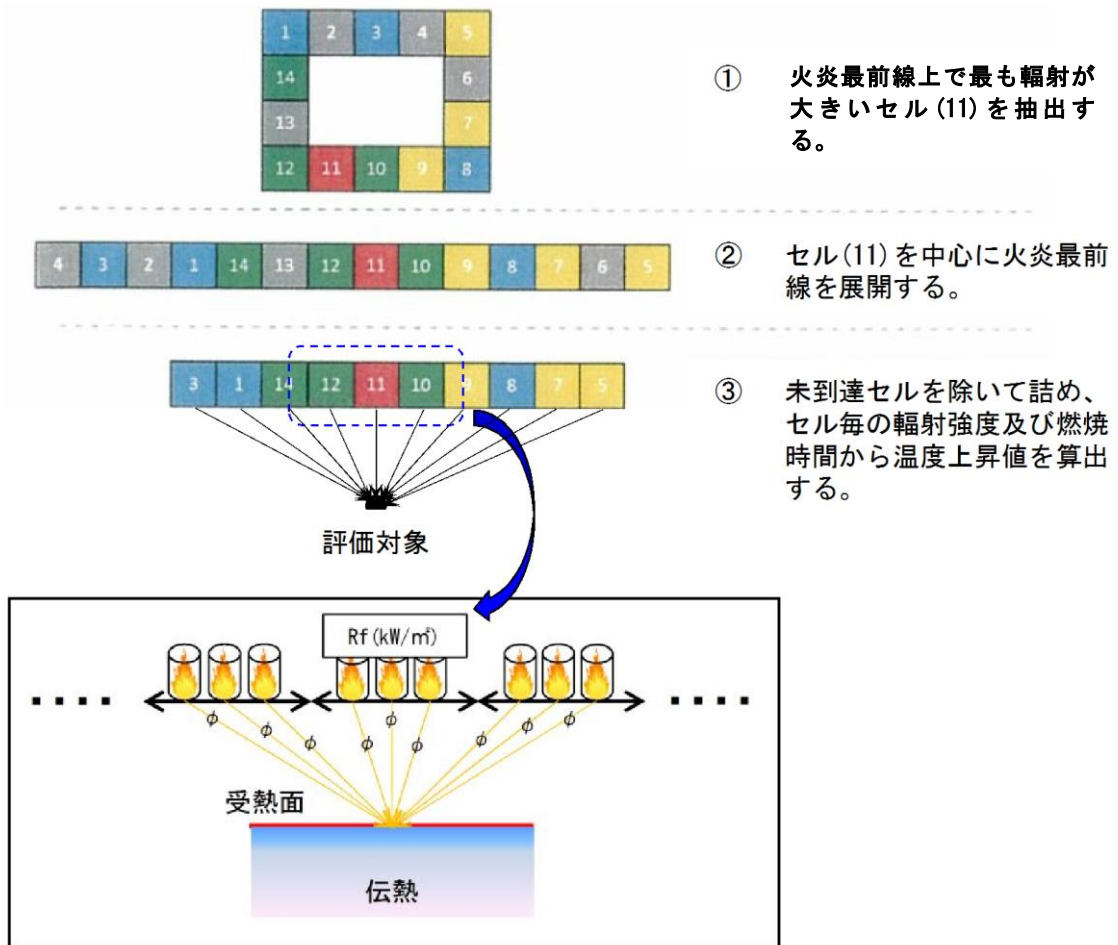 1 2 3 4 5
14 6
13 7
12 11 10 9 8
① 火炎最前線上で最も輻射が
大きいセル(11)を抽出す
る。
4 3 2 1 14 13 12 11 10 9 8 7 6 5
② セル(11)を中心に火炎最前
線を展開する。
3 1 14 12 11 10 9 8 7 5
③ 未到達セルを除いて詰め、
セル毎の輻射強度及び燃焼
時間から温度上昇値を算出
する。
評価対象
Rf(kW/㎡)
φ φ φ φ φ φ φ φ φ
受熱面
伝熱